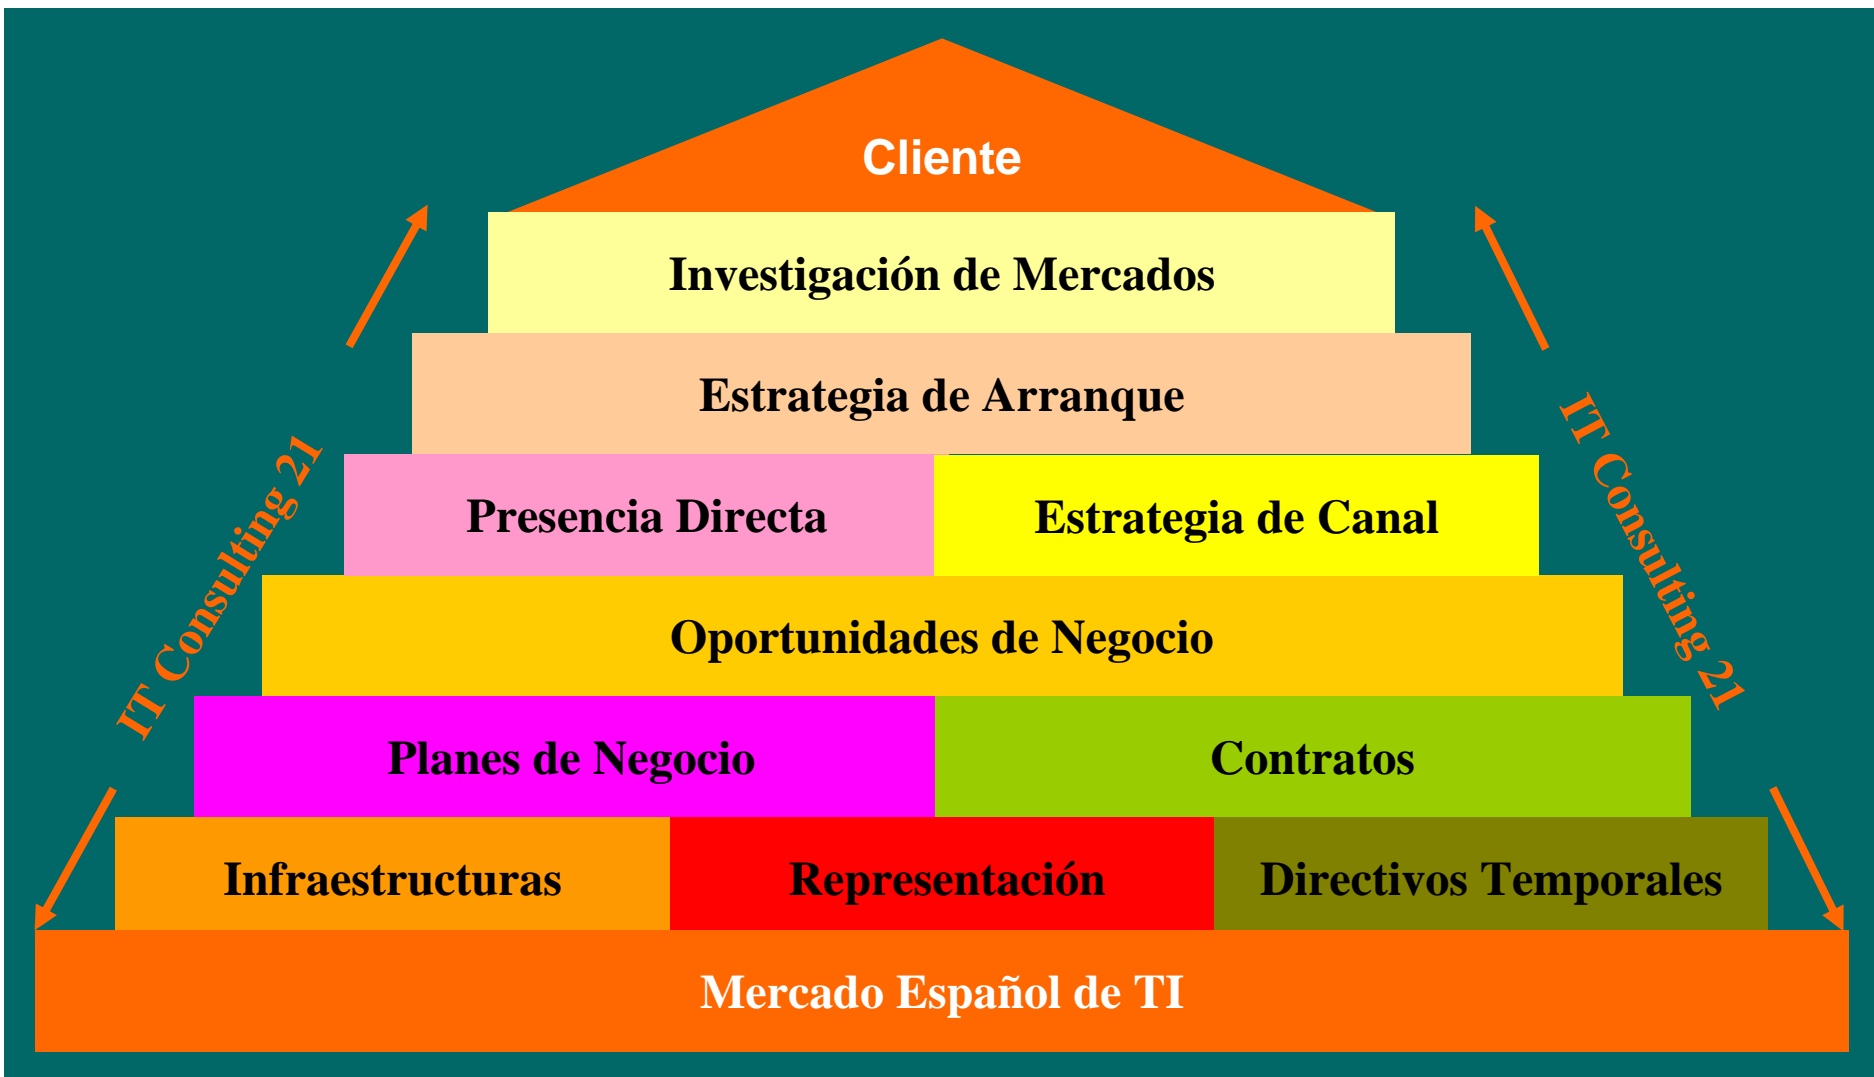 Cliente
Investigación de Mercados
Estrategia de Arranque
Presencia Directa
Estrategia de Canal
Oportunidades de Negocio
Planes de Negocio
Contratos
Infraestructuras
Representación
Directivos Temporales
Mercado Español de TI
IT Consulting 21
IT Consulting 21